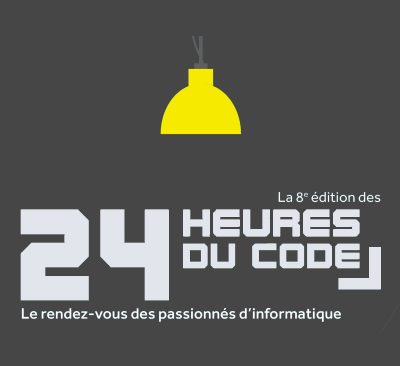 La 8e édition des
24 HEURES
DU CODE
Le rendez-vous des passionnés d'informatique